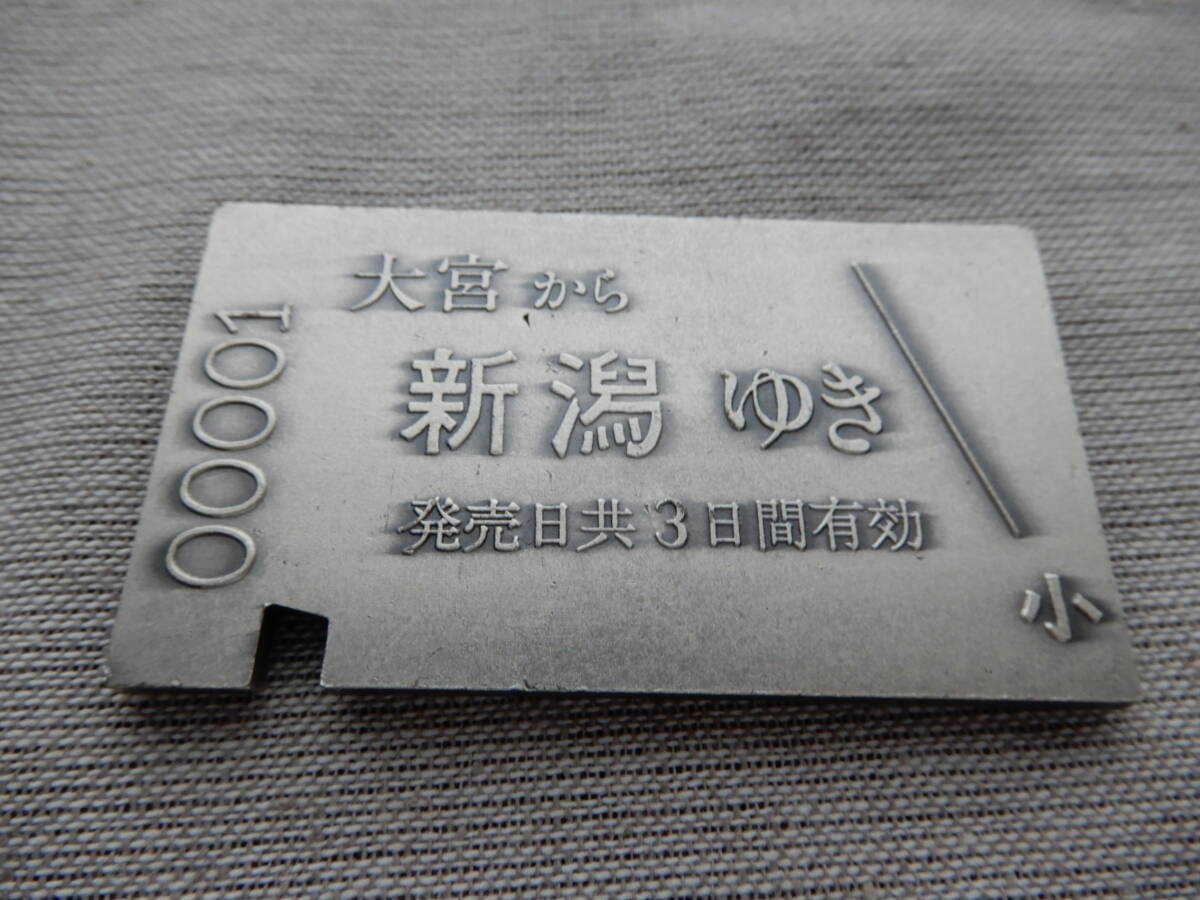 大宮から
新潟ゆき
発売日共3日間有効
小
00001